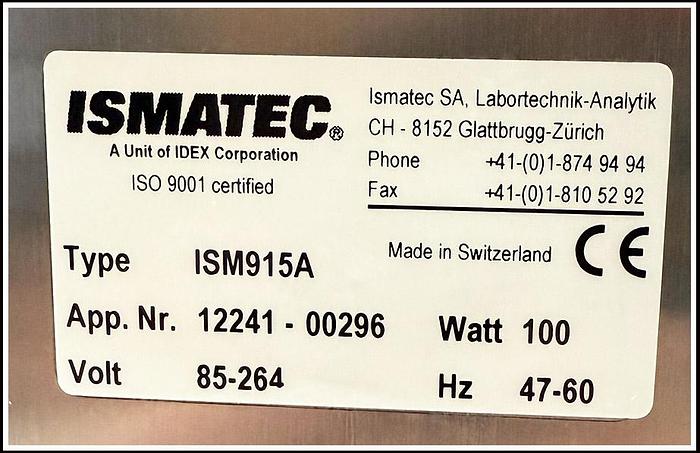 ISMATEC®
A Unit of IDEX Corporation
ISO 9001 certified
Ismatec SA, Labortechnik-Analytik
CH - 8152 Glattbrugg-Zürich
Phone +41-(0)1-874 94 94
Fax +41-(0)1-810 52 92
Made in Switzerland CE
Type ISM915A
App. Nr. 12241 - 00296 Watt 100
Volt 85-264 Hz 47-60